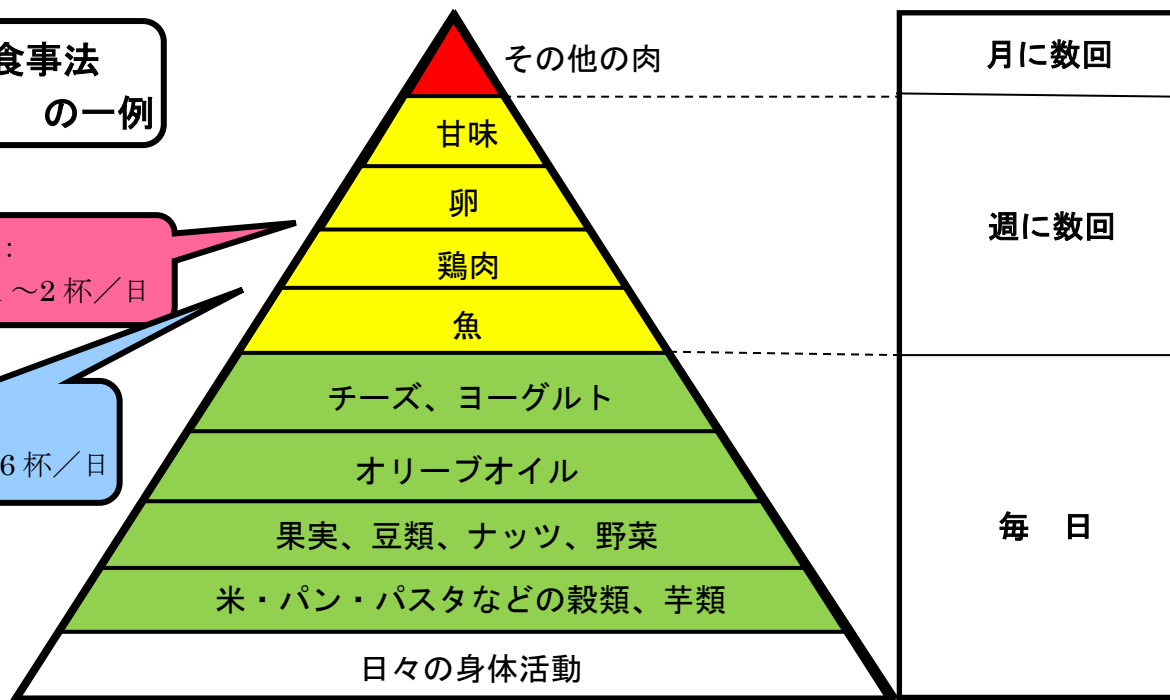 食事法
の一例
その他の肉
甘味
卵
鶏肉
魚
チーズ、ヨーグルト
オリーブオイル
果実、豆類、ナッツ、野菜
米・パン・パスタなどの穀類、芋類
日々の身体活動
：
～2杯／日
6杯／日
月に数回
週に数回
毎　日